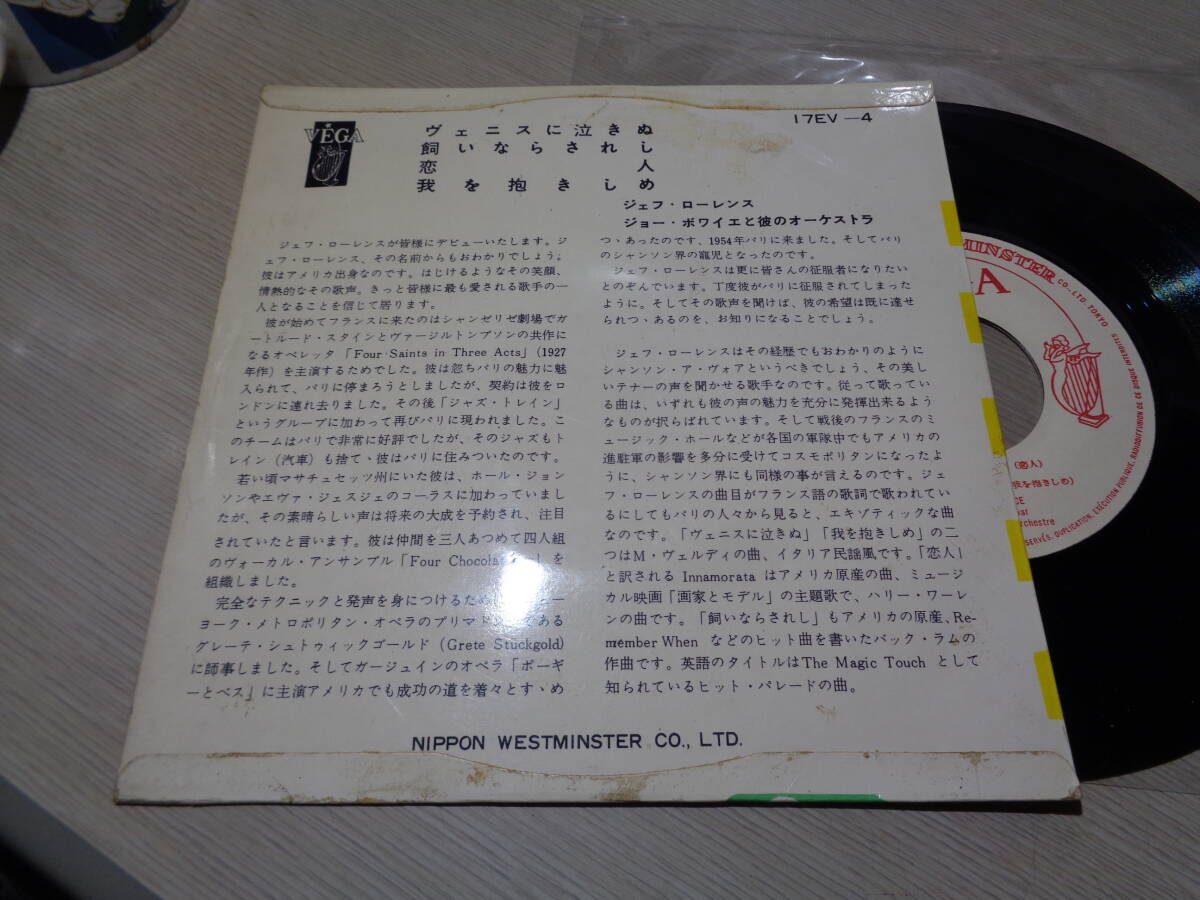 VĒGA
17EV—4
ヴェニスに泣きぬ
飼いならされし
恋人
我を抱きしめ
ジェフ・ローレンス
ジョー・ボワイエと彼のオーケストラ
ジェフ・ローレンスが皆様にデビューいたします。ジ
ェフ・ローレンス、その名前からもおわかりでしょう。
彼はアメリカ出身なのです。はじけるようなその笑顔、
情熱的なその歌声。きっと皆様に最も愛される歌手の一
人となることを信じて居ります。
彼が始めてフランスに来たのはシャンゼリゼ劇場でガ
ートルード・スタインとヴァージルトンプソンの共作に
なるオペレッタ「Four Saints in Three Acts」(1927
年作)を主演するためでした。彼は忽ちパリの魅力に魅
入られて、パリに停まろうとしましたが、契約は彼をロ
ンドンに連れ去りました。その後「ジャズ・トレイン」
というグループに加わって再びパリに現われました。こ
のチームはパリで非常に好評でしたが、そのジャズもト
レイン(汽車)も捨て、彼はパリに住みついたのです。
若い頃マサチュセッツ州にいた彼は、ホール・ジョン
ソンやエヴァ・ジェスジェのコーラスに加わっていまし
たが、その素晴らしい声は将来の大成を予約され、注目
されていたと言います。彼は仲間を三人あつめて四人組
のヴォーカル・アンサンブル「Four Chocola 」を
組織しました。
完全なテクニックと発声を身につけるため ー
ヨーク・メトロポリタン・オペラのプリマド である
グレーテ・シュトゥィックゴールド(Grete Stuckgold)
に師事しました。そしてガージュインのオペラ「ポーギ
ーとベス」に主演アメリカでも成功の道を着々とすゝめ
つゝあったのです、1954年パリに来ました。そしてパリ
のシャンソン界の寵児となったのです。
ジェフ・ローレンスは更に皆さんの征服者になりたい
とのぞんでいます。丁度彼がパリに征服されてしまった
ように。そしてその歌声を聞けば、彼の希望は既に達せ
られつゝあるのを、お知りになることでしょう。
ジェフ・ローレンスはその経歴でもおわかりのように
シャンソン・ア・ヴォアというべきでしょう、その美し
いテナーの声を聞かせる歌手なのです。従って歌ってい
る曲は、いずれも彼の声の魅力を充分に発揮出来るよう
なものが択らばれています。そして戦後のフランスのミ
ュージック・ホールなどが各国の軍隊中でもアメリカの
進駐軍の影響を多分に受けてコスモポリタンになったよ
うに、シャンソン界にも同様の事が言えるのです。ジェ
フ・ローレンスの曲目がフランス語の歌詞で歌われてい
るにしてもパリの人々から見ると、エキゾティックな曲
なのです。「ヴェニスに泣きぬ」「我を抱きしめ」の二
つはM・ヴェルディの曲、イタリア民謡風です。「恋人」
と訳される Innamorata はアメリカ原産の曲、ミュージ
カル映画「画家とモデル」の主題歌で、ハリー・ワーレ
ンの曲です。「飼いならされし」もアメリカの原産、Re-
member When などのヒット曲を書いたバック・ラムの
作曲です。英語のタイトルはThe Magic Touch として
知られているヒット・パレードの曲。
NIPPON WESTMINSTER CO., LTD.
MINSTER CO., LTD. TOKYO
A
(恋人)
我を抱きしめ)
CE
orchestre
SERVÉS. DUPLICATION, EXÉCUTION PUBLIQUE, RADIODIFFUSION DE CE DISQUE INTERDITES